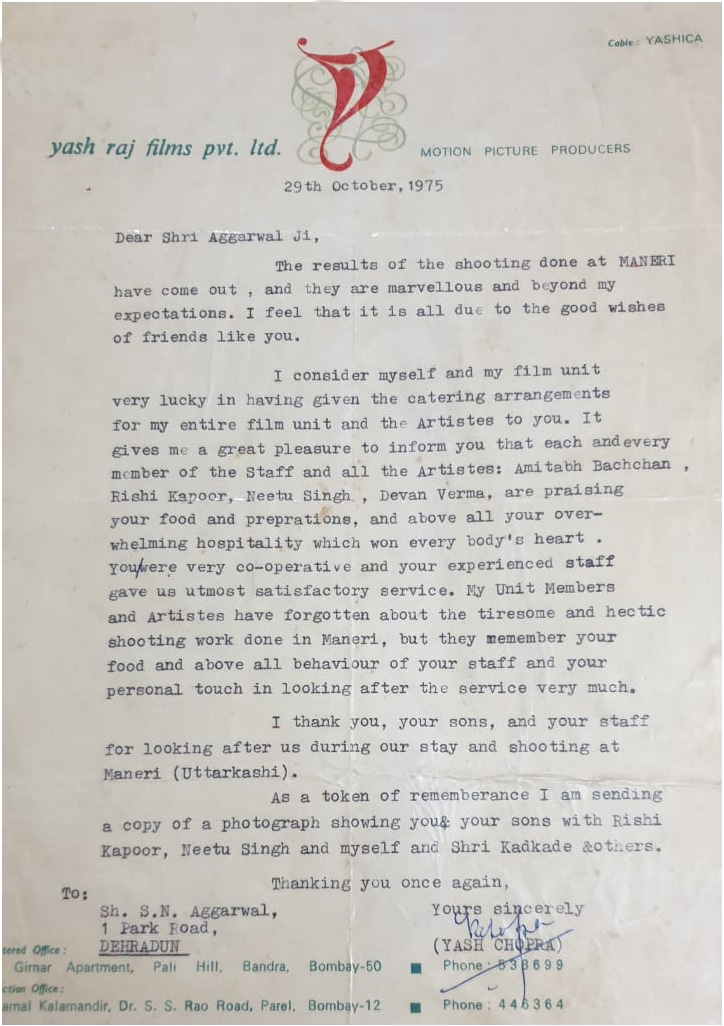 Cable : YASHICA
yash raj films pvt. ltd.
MOTION PICTURE PRODUCERS
29th October,1975
Dear Shri Aggarwal Ji,
The results of the shooting done at MANERI
have come out , and they are marvellous and beyond my
expectations. I feel that it is all due to the good wishes
of friends like you.
I consider myself and my film unit
very lucky in having given the catering arrangements
for my entire film unit and the Artistes to you. It
gives me a great pleasure to inform you that each andevery
member of the Staff and all the Artistes: Amitabh Bachchan ,
Rishi Kapoor, Neetu Singh , Devan Verma, are praising
your food and preprations, and above all your over-
whelming hospitality which won every body's heart .
You/were very co-operative and your experienced staff
gave us utmost satisfactory service. My Unit Members
and Artistes have forgotten about the tiresome and hectic
shooting work done in Maneri, but they memember your
food and above all behaviour of your staff and your
personal touch in looking after the service very much.
I thank you, your sons, and your staff
for looking after us during our stay and shooting at
Maneri (Uttarkashi).
As a token of rememberance I am sending
a copy of a photograph showing you& your sons with Rishi
Kapoor, Neetu Singh and myself and Shri Kadkade &others.
Thanking you once again,
To:
Sh. S.N. Aggarwal,
1 Park Road,
DEHRADUN
Yours sincerely
(YASH CHOPRA)
tered Office :
Girnar Apartment, Pali Hill, Bandra, Bombay-50 ■ Phone : 538699
ction Office :
amal Kalamandir, Dr. S. S. Rao Road, Parel, Bombay-12 ■ Phone : 446364